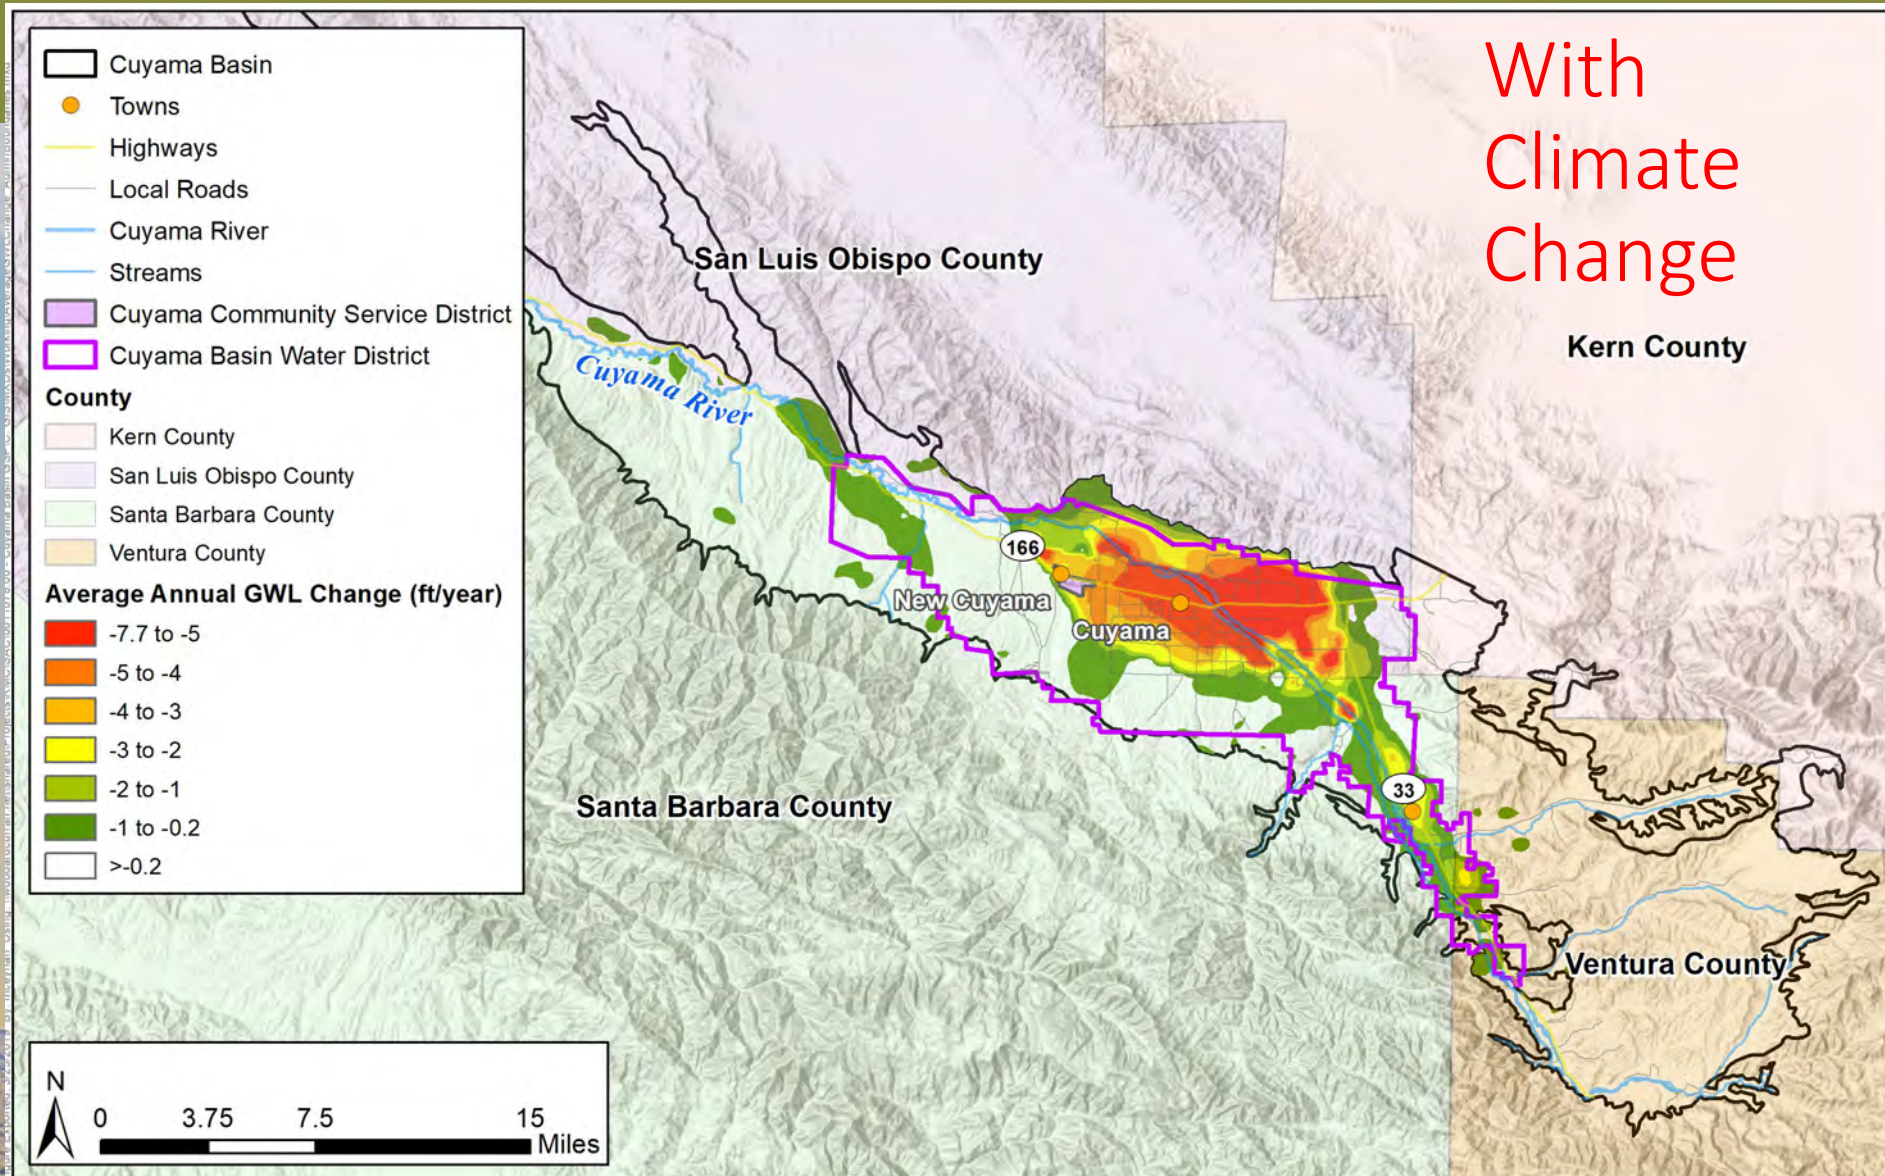 With
Climate
Change
Cuyama Basin
Towns
Highways
Local Roads
Cuyama River
Streams
Cuyama Community Service District
Cuyama Basin Water District
County
Kern County
San Luis Obispo County
Santa Barbara County
Ventura County
Average Annual GWL Change (ft/year)
-7.7 to -5
-5 to -4
-4 to -3
-3 to -2
-2 to -1
-1 to -0.2
>-0.2
San Luis Obispo County
Kern County
Cuyama River
166
New Cuyama
Cuyama
33
Santa Barbara County
Ventura County
N
0 3.75 7.5 15
Miles